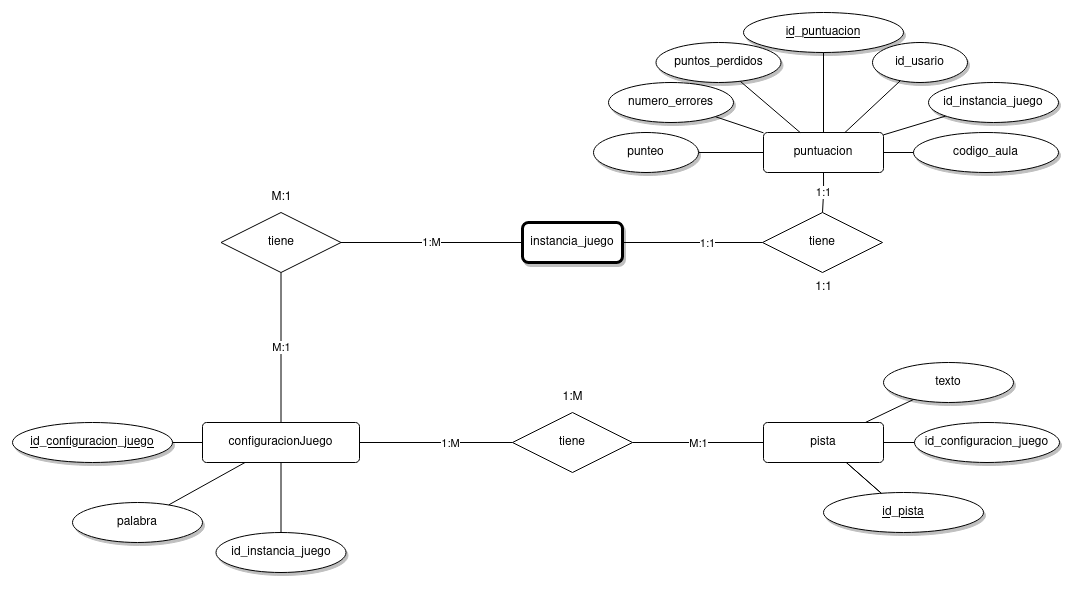 id_puntuacion
puntos_perdidos
id_usario
numero_errores
id_instancia_juego
punteo
puntuacion
codigo_aula
1:1
M:1
tiene
1:M
instancia_juego
1:1
tiene
1:1
M:1
texto
1:M
id_configuracion_juego
configuracionJuego
1:M
tiene
M:1
pista
id_configuracion_juego
palabra
id_pista
id_instancia_juego